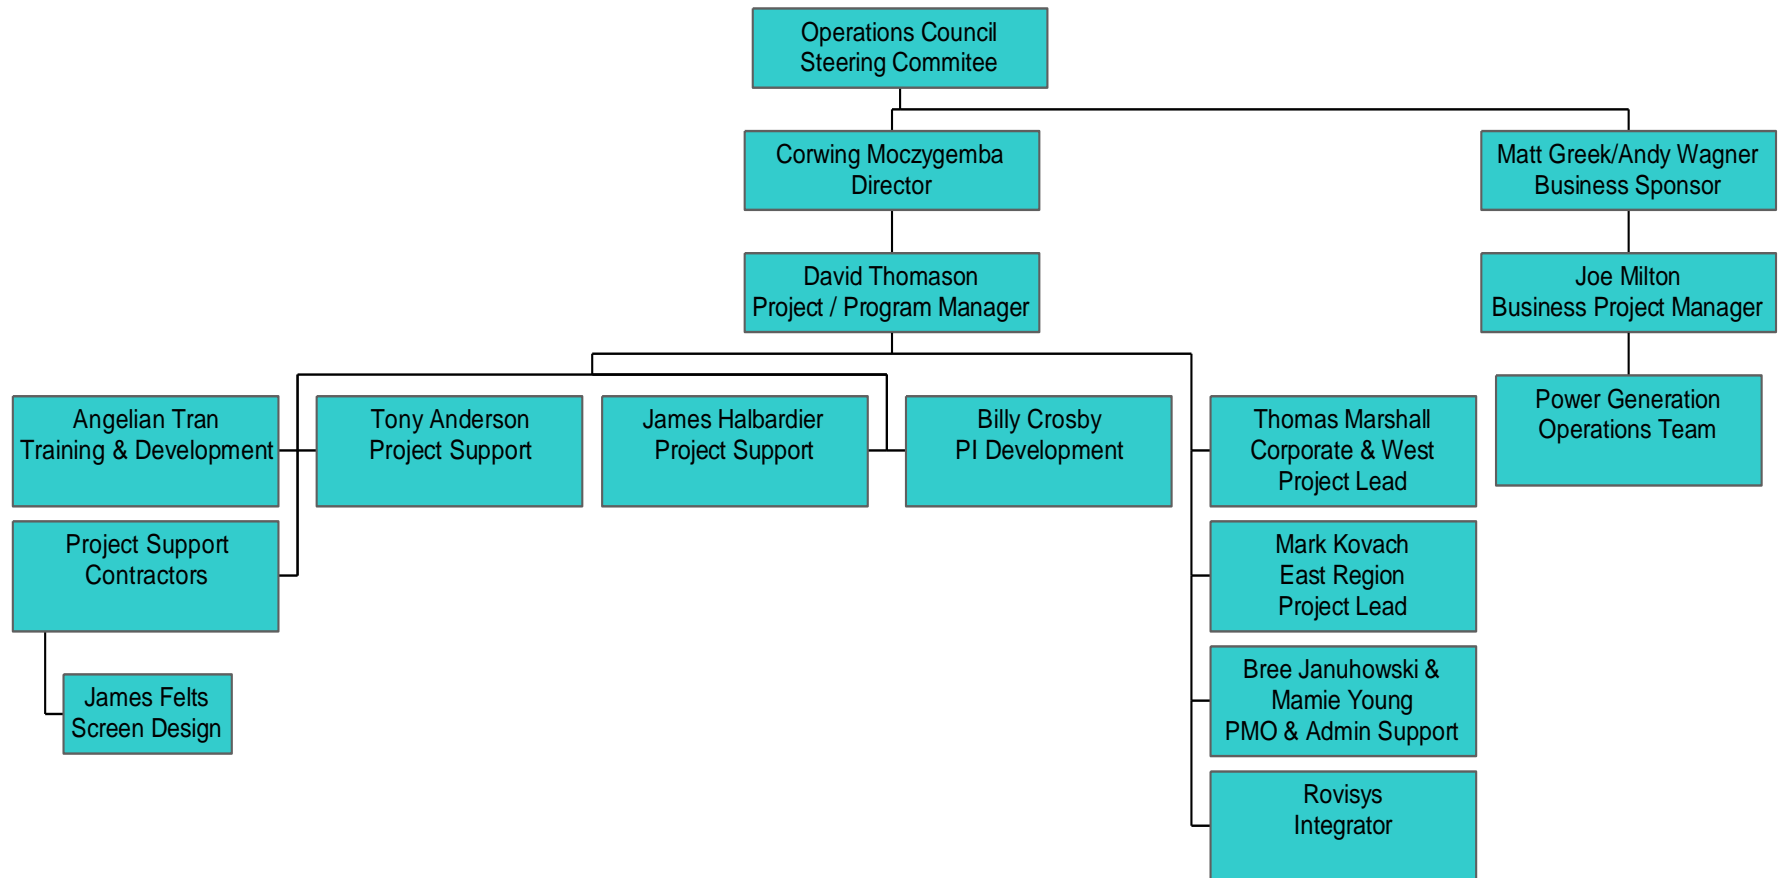 Operations Council
Steering Commitee
Corwing Moczygemba
Director
Matt Greek/Andy Wagner
Business Sponsor
David Thomason
Project / Program Manager
Joe Milton
Business Project Manager
Angelian Tran
Training & Development
Tony Anderson
Project Support
James Halbardier
Project Support
Billy Crosby
PI Development
Thomas Marshall
Corporate & West
Project Lead
Power Generation
Operations Team
Project Support
Contractors
Mark Kovach
East Region
Project Lead
James Felts
Screen Design
Bree Januhowski &
Mamie Young
PMO & Admin Support
Rovisys
Integrator